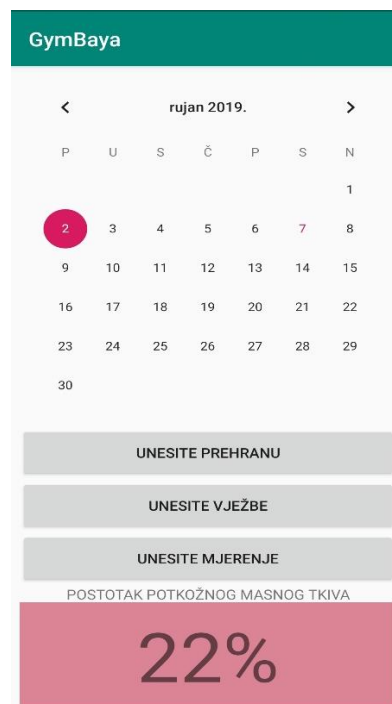 GymBaya
< rujan 2019. >
P U S Č P S N
1
2 3 4 5 6 7 8
9 10 11 12 13 14 15
16 17 18 19 20 21 22
23 24 25 26 27 28 29
30
UNESITE PREHRANU
UNESITE VJEŽBE
UNESITE MJERENJE
POSTOTAK POTKOŽNOG MASNOG TKIVA
22%